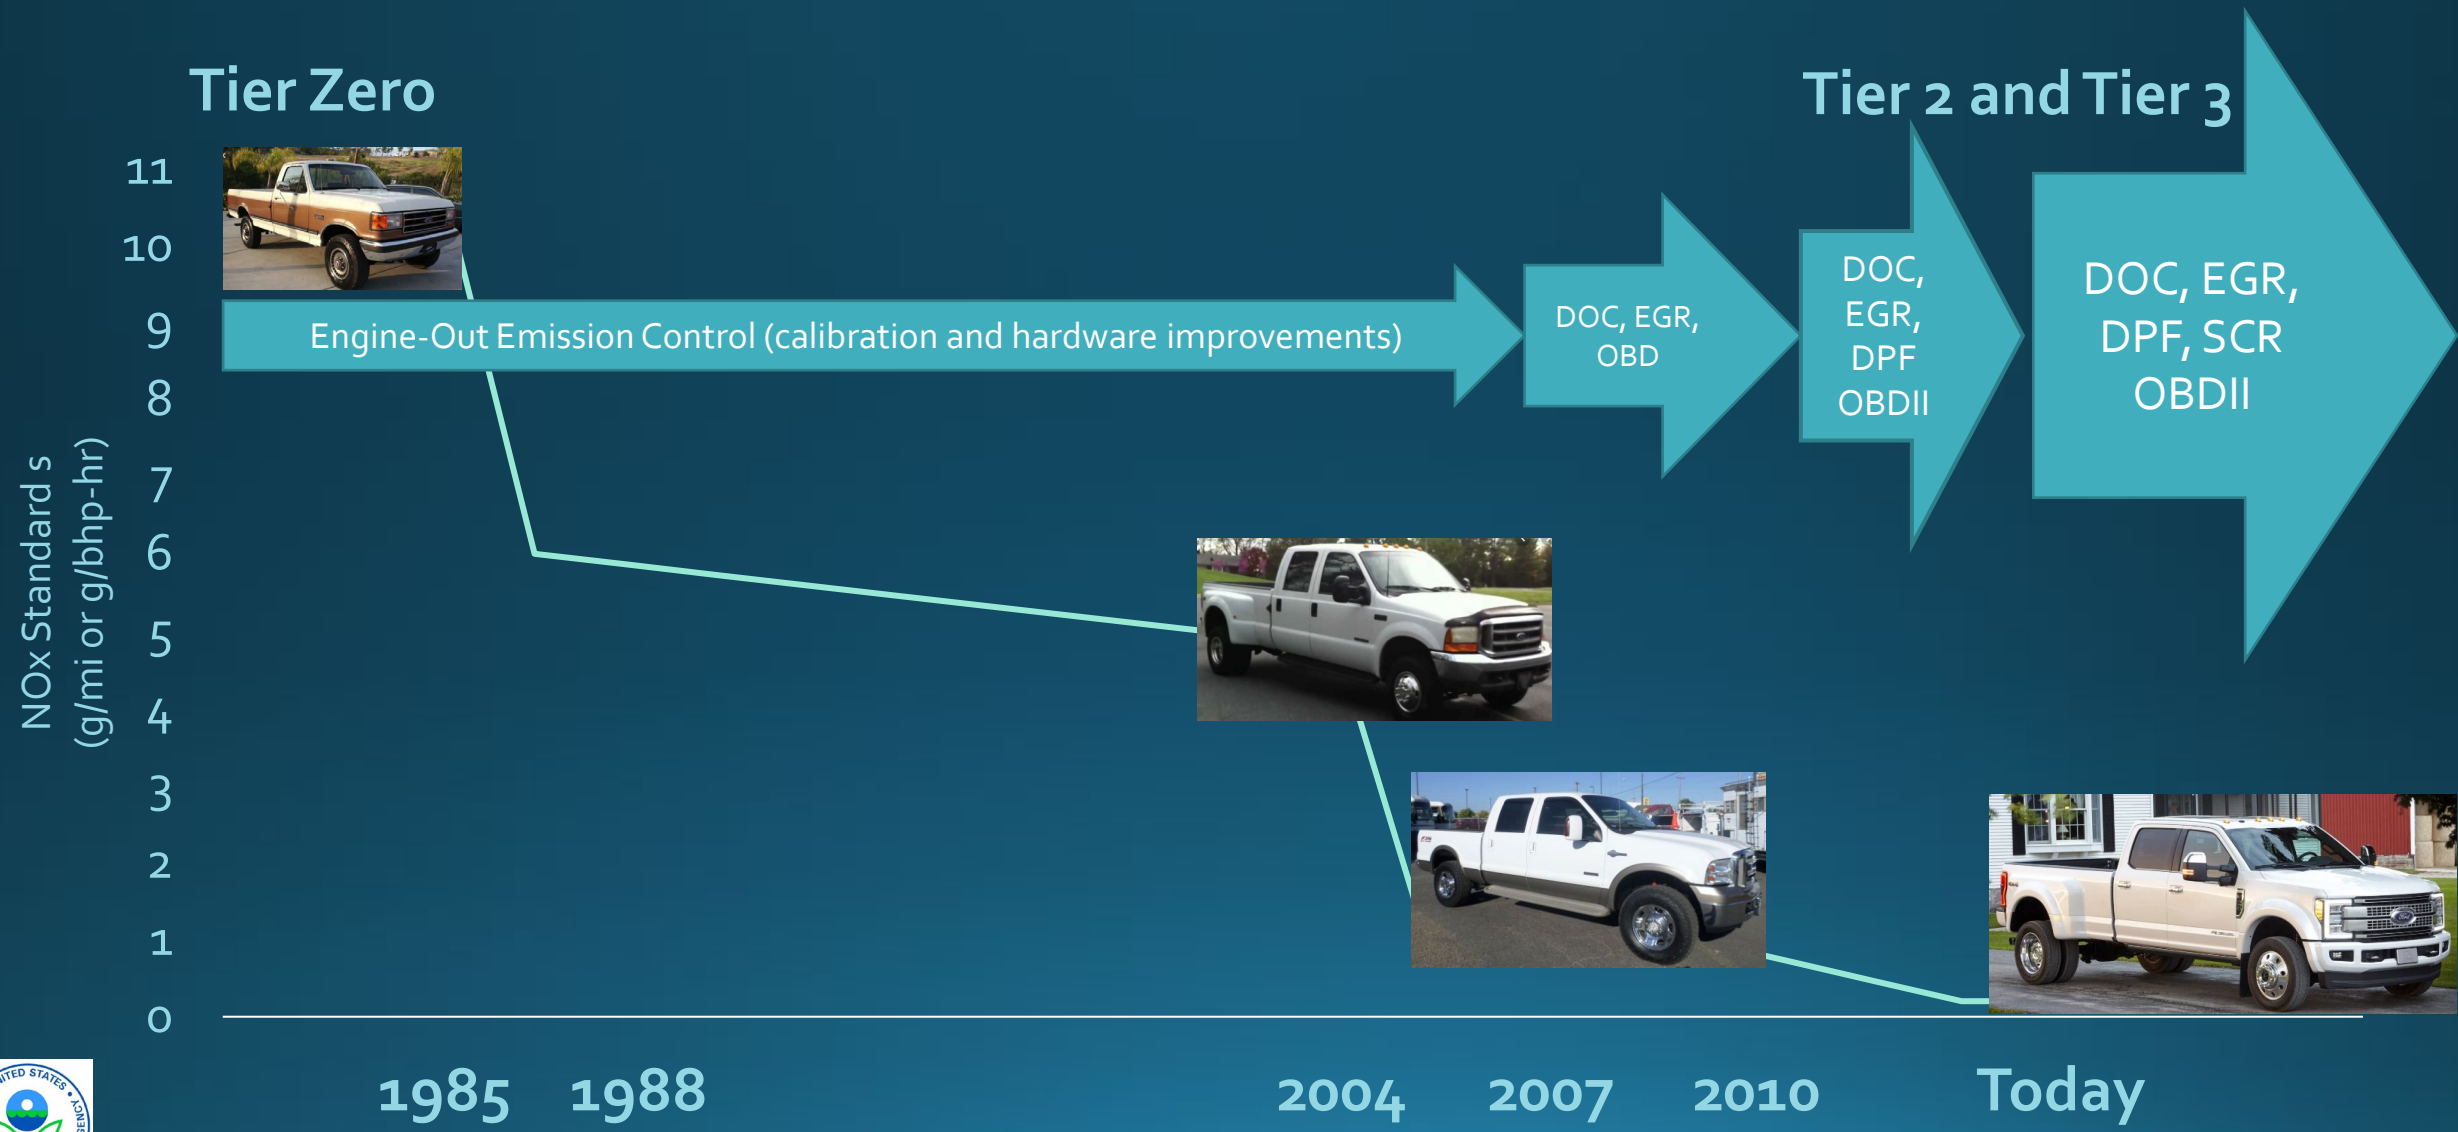 Tier Zero
Tier 2 and Tier 3
11
10
9
8
7
6
5
4
3
2
1
0
NOx Standard s
(g/mi or g/bhp-hr)
Engine-Out Emission Control (calibration and hardware improvements)
DOC, EGR,
OBD
DOC,
EGR,
DPF
OBDII
DOC, EGR,
DPF, SCR
OBDII
1985
1988
2004
2007
2010
Today